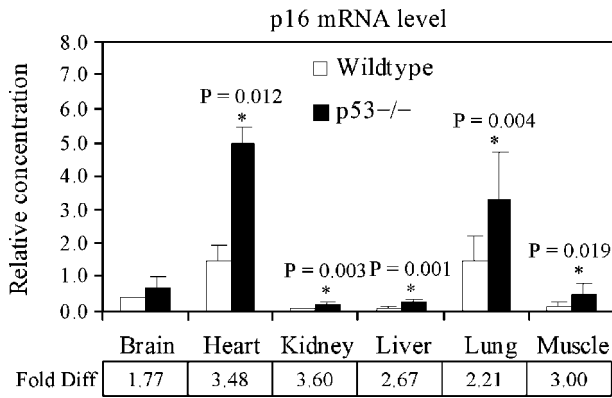 p16 mRNA level
Relative concentration
8.0
7.0
6.0
5.0
4.0
3.0
2.0
1.0
0.0
Wildtype
p53−/−
P = 0.012
*
P = 0.003
*
P = 0.001
*
P = 0.004
*
P = 0.019
*
Brain Heart Kidney Liver Lung Muscle
Fold Diff 1.77 3.48 3.60 2.67 2.21 3.00